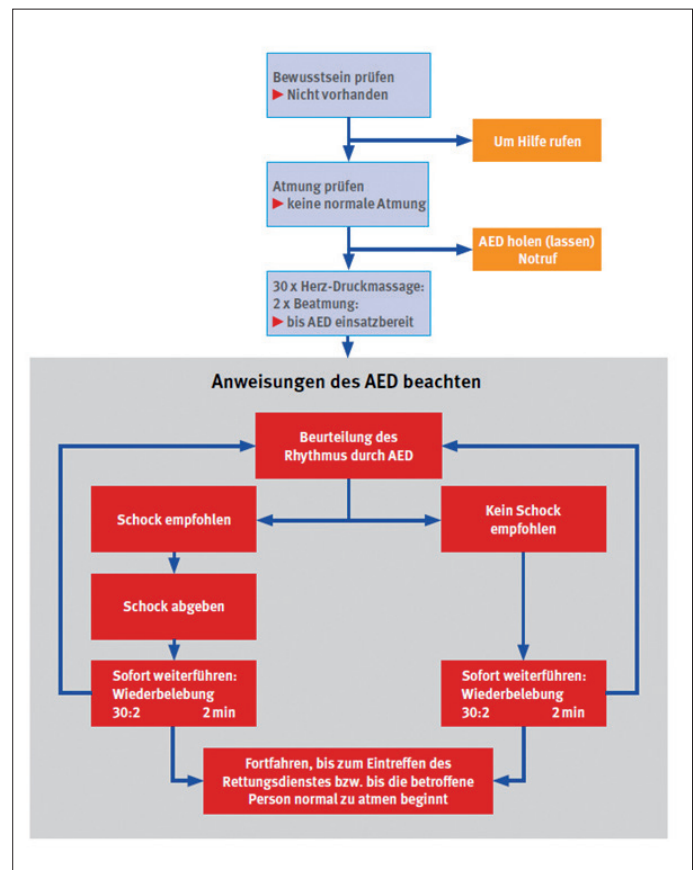 Bewusstsein prüfen
► Nicht vorhanden
Um Hilfe rufen
Atmung prüfen
► keine normale Atmung
AED holen (lassen)
Notruf
30 x Herz-Druckmassage:
2 x Beatmung:
► bis AED einsatzbereit
Anweisungen des AED beachten
Beurteilung des
Rhythmus durch AED
Schock empfohlen
Kein Schock
empfohlen
Schock abgeben
Sofort weiterführen:
Wiederbelebung
30:2 2 min
Sofort weiterführen:
Wiederbelebung
30:2 2 min
Fortfahren, bis zum Eintreffen des
Rettungsdienstes bzw. bis die betroffene
Person normal zu atmen beginnt